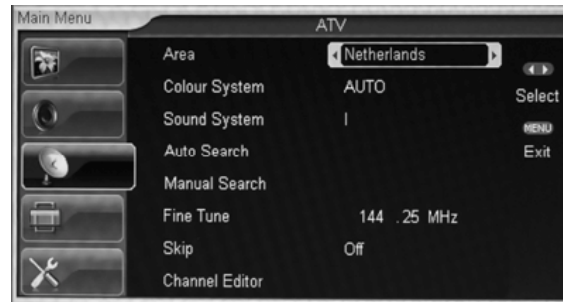 Main Menu
ATV
Area Netherlands
Colour System AUTO
Select
Sound System I
MENU
Auto Search Exit
Manual Search
Fine Tune 144 . 25 MHz
Skip Off
Channel Editor